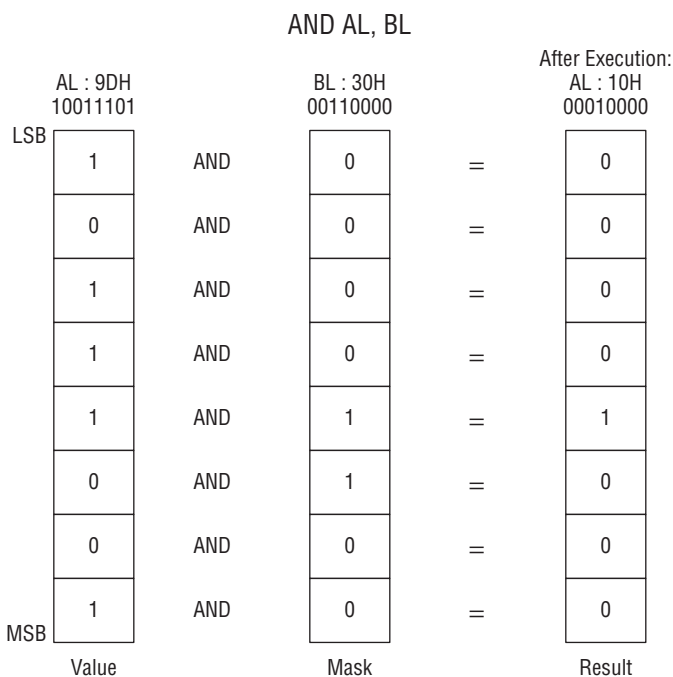 AND AL, BL
After Execution:
AL : 9DH BL : 30H AL : 10H
10011101 00110000 00010000
LSB
1 AND 0 = 0
0 AND 0 = 0
1 AND 0 = 0
1 AND 0 = 0
1 AND 1 = 1
0 AND 1 = 0
0 AND 0 = 0
1 AND 0 = 0
MSB
Value Mask Result